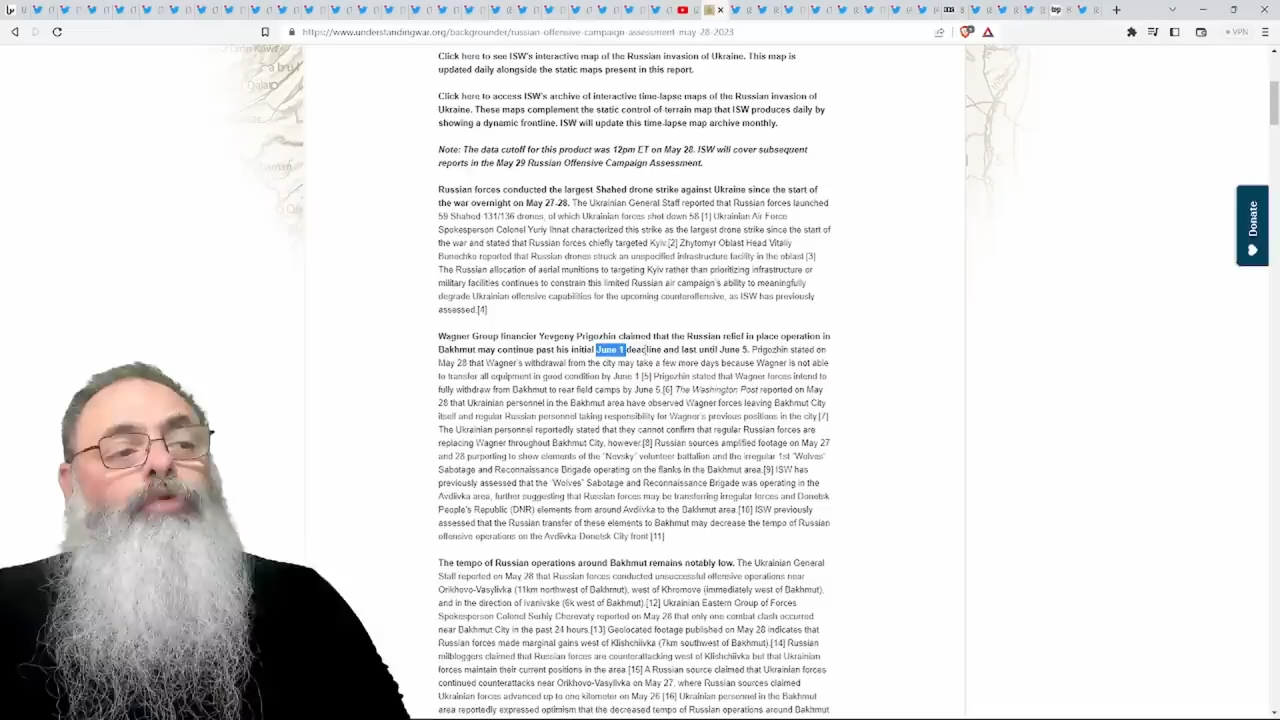 https://www.understandingwar.org/backgrounder/russian-offensive-campaign-assessment-may-28-2023
VPN
Click here to see ISW's interactive map of the Russian invasion of Ukraine. This map is
updated daily alongside the static maps present in this report.
Click here to access ISW's archive of interactive time-lapse maps of the Russian invasion of
Ukraine. These maps complement the static control of terrain map that ISW produces daily by
showing a dynamic frontline. ISW will update this time-lapse map archive monthly.
Note: The data cutoff for this product was 12pm ET on May 28. ISW will cover subsequent
reports in the May 29 Russian Offensive Campaign Assessment.
Russian forces conducted the largest Shahed drone strike against Ukraine since the start of
the war overnight on May 27-28. The Ukrainian General Staff reported that Russian forces launched
59 Shahed-131/136 drones, of which Ukrainian forces shot down 58.[1] Ukrainian Air Force
Spokesperson Colonel Yuriy Ihnat characterized this strike as the largest drone strike since the start of
the war and stated that Russian forces chiefly targeted Kyiv.[2] Zhytomyr Oblast Head Vitaliy
Bunechko reported that Russian drones struck an unspecified infrastructure facility in the oblast.[3]
The Russian allocation of aerial munitions to targeting Kyiv rather than prioritizing infrastructure or
military facilities continues to constrain this limited Russian air campaign's ability to meaningfully
degrade Ukrainian offensive capabilities for the upcoming counteroffensive, as ISW has previously
assessed.[4]
Wagner Group financier Yevgeny Prigozhin claimed that the Russian relief in place operation in
Bakhmut may continue past his initial June 1 deadline and last until June 5. Prigozhin stated on
May 28 that Wagner's withdrawal from the city may take a few more days because Wagner is not able
to transfer all equipment in good condition by June 1.[5] Prigozhin stated that Wagner forces intend to
fully withdraw from Bakhmut to rear field camps by June 5.[6] The Washington Post reported on May
28 that Ukrainian personnel in the Bakhmut area have observed Wagner forces leaving Bakhmut City
itself and regular Russian personnel taking responsibility for Wagner's previous positions in the city.[7]
The Ukrainian personnel reportedly stated that they cannot confirm that regular Russian forces are
replacing Wagner throughout Bakhmut City, however.[8] Russian sources amplified footage on May 27
and 28 purporting to show elements of the "Nevsky" volunteer battalion and the irregular 1st "Wolves"
Sabotage and Reconnaissance Brigade operating on the flanks in the Bakhmut area.[9] ISW has
previously assessed that the "Wolves" Sabotage and Reconnaissance Brigade was operating in the
Avdiivka area, further suggesting that Russian forces may be transferring irregular forces and Donetsk
People's Republic (DNR) elements from around Avdiivka to the Bakhmut area.[10] ISW previously
assessed that the Russian transfer of these elements to Bakhmut may decrease the tempo of Russian
offensive operations on the Avdiivka-Donetsk City front.[11]
The tempo of Russian operations around Bakhmut remains notably low. The Ukrainian General
Staff reported on May 28 that Russian forces conducted unsuccessful offensive operations near
Orikhovo-Vasylivka (11km northwest of Bakhmut), west of Khromove (immediately west of Bakhmut),
and in the direction of Ivanivske (6k west of Bakhmut).[12] Ukrainian Eastern Group of Forces
Spokesperson Colonel Serhiy Cherevaty reported on May 28 that only one combat clash occurred
near Bakhmut City in the past 24 hours.[13] Geolocated footage published on May 28 indicates that
Russian forces made marginal gains west of Klishchiivka (7km southwest of Bakhmut).[14] Russian
milbloggers claimed that Russian forces are counterattacking west of Klishchiivka but that Ukrainian
forces maintain their current positions in the area.[15] A Russian source claimed that Ukrainian forces
continued counterattacks near Orikhovo-Vasylivka on May 27, where Russian sources claimed
Ukrainian forces advanced up to one kilometer on May 26.[16] Ukrainian personnel in the Bakhmut
area reportedly expressed optimism that the decreased tempo of Russian operations around Bakhmut
Donate